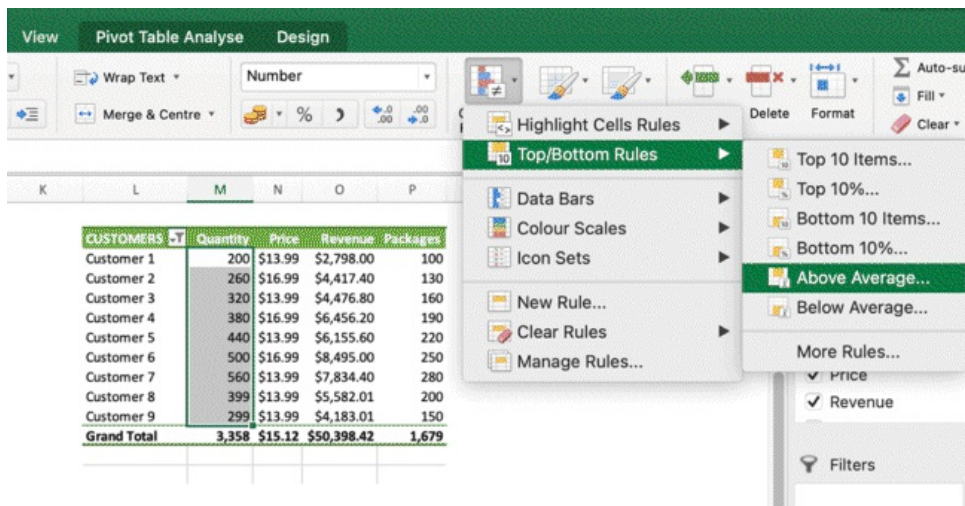 View Pivot Table Analyse Design
Wrap Text Number Auto-su
Fill
Merge & Centre % Delete Format Clear
Highlight Cells Rules
Top/Bottom Rules
Data Bars
Colour Scales
Icon Sets
New Rule...
Clear Rules
Manage Rules...
Top 10 Items...
Top 10%...
Bottom 10 Items...
Bottom 10%...
Above Average...
Below Average...
More Rules...
K L M N O P
CUSTOMERS Quantity Price Revenue Packages
Customer 1 200 $13.99 $2,798.00 100
Customer 2 260 $16.99 $4,417.40 130
Customer 3 320 $13.99 $4,476.80 160
Customer 4 380 $16.99 $6,456.20 190
Customer 5 440 $13.99 $6,155.60 220
Customer 6 500 $16.99 $8,495.00 250
Customer 7 560 $13.99 $7,834.40 280
Customer 8 399 $13.99 $5,582.01 200
Customer 9 299 $13.99 $4,183.01 150
Grand Total 3,358 $15.12 $50,398.42 1,679
Price
Revenue
Filters